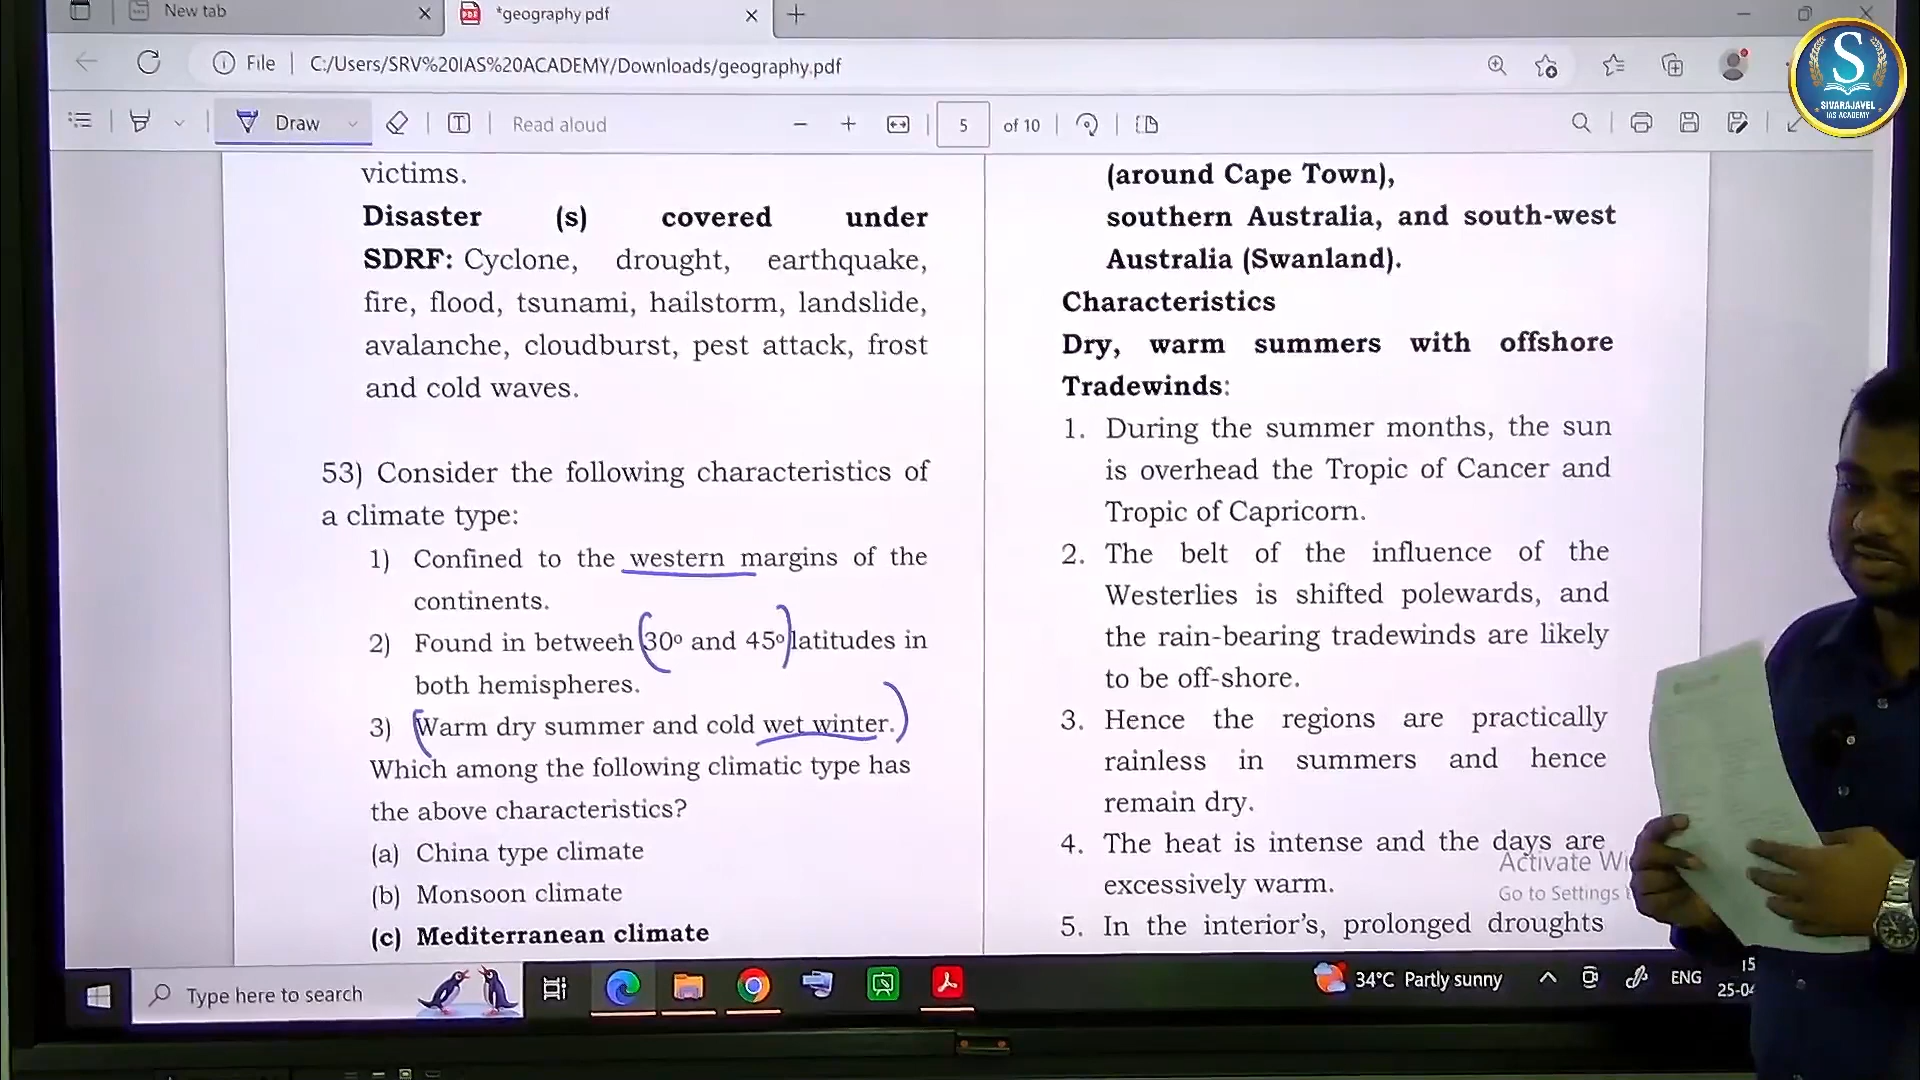 New tab
*geography pdf
File
C:/Users/SRV%20IAS%20ACADEMY/Downloads/geography.pdf
S
SIVARAJAVEL
IAS ACADEMY
Draw
Read aloud
5
of 10
victims.
Disaster (s) covered under
SDRF: Cyclone, drought, earthquake,
fire, flood, tsunami, hailstorm, landslide,
avalanche, cloudburst, pest attack, frost
and cold waves.
53) Consider the following characteristics of
a climate type:
1) Confined to the western margins of the
continents.
2) Found in between 30º and 45º latitudes in
both hemispheres.
3) Warm dry summer and cold wet winter.
Which among the following climatic type has
the above characteristics?
(a) China type climate
(b) Monsoon climate
(c) Mediterranean climate
(around Cape Town),
southern Australia, and south-west
Australia (Swanland).
Characteristics
Dry, warm summers with offshore
Tradewinds:
1. During the summer months, the sun
is overhead the Tropic of Cancer and
Tropic of Capricorn.
2. The belt of the influence of the
Westerlies is shifted polewards, and
the rain-bearing tradewinds are likely
to be off-shore.
3. Hence the regions are practically
rainless in summers and hence
remain dry.
4. The heat is intense and the days are
excessively warm.
5. In the interior's, prolonged droughts
Activate Wi
Go to Settings
Type here to search
34°C Partly sunny
ENG
15
25-04